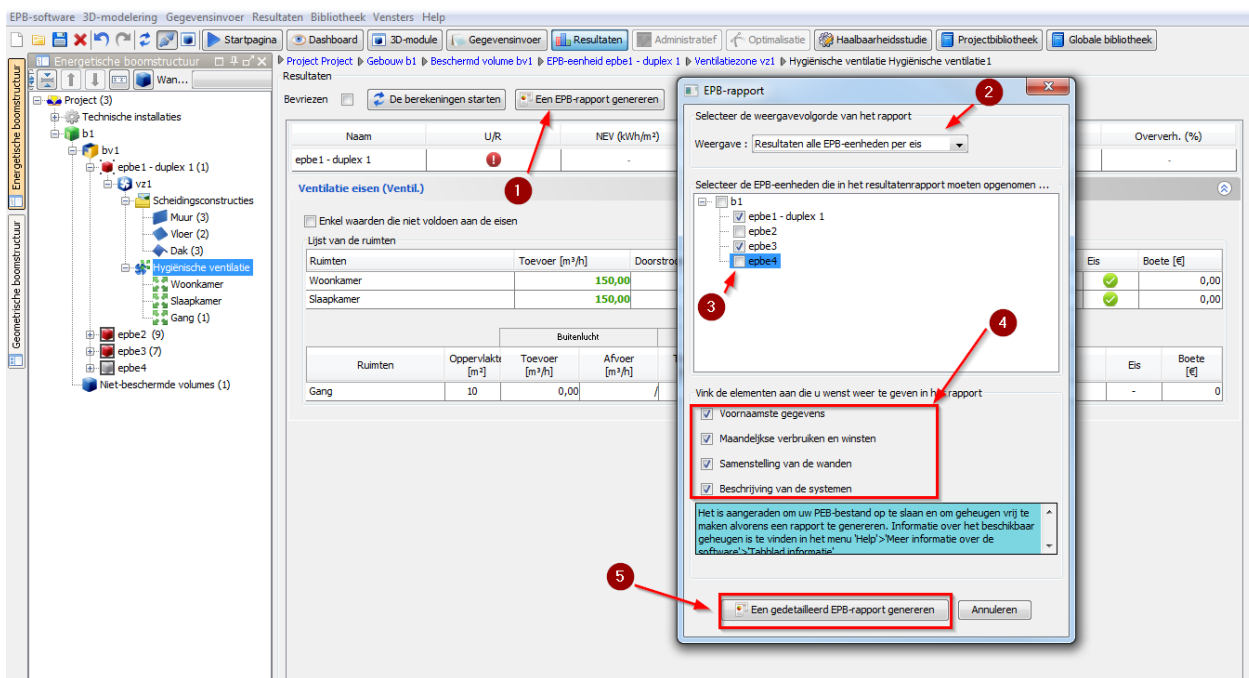 EPB-software 3D-modelering Gegevensinvoer Resultaten Bibliotheek Vensters Help
Startpagina Dashboard 3D-module Gegevensinvoer Resultaten Administratief Optimalisatie Haalbaarheidsstudie Projectbibliotheek Globale bibliotheek
Energetische boomstructuur
Geometrische boomstructuur
Energetische boomstructuur
Wan...
Project (3)
Technische installaties
b1
bv1
epbe1 - duplex 1 (1)
vz1
Scheidingsconstructies
Muur (3)
Vloer (2)
Dak (3)
Hygiënische ventilatie
Woonkamer
Slaapkamer
Gang (1)
epbe2 (9)
epbe3 (7)
epbe4
Niet-beschermde volumes (1)
Project Project Gebouw b1 Beschermd volume bv1 EPB-eenheid epbe1 - duplex 1 Ventilatiezone vz1 Hygiënische ventilatie Hygiënische ventilatie1
Resultaten
Bevriezen De berekeningen starten Een EPB-rapport genereren
Naam U/R NEV (kWh/m²) Oververh. (%)
epbe1 - duplex 1 - -
1
Ventilatie eisen (Ventil.)
Enkel waarden die niet voldoen aan de eisen
Lijst van de ruimten
Ruimten Toevoer [m³/h] Eis Boete [€]
Woonkamer 150,00 0,00
Slaapkamer 150,00 0,00
Buitenlucht
Ruimten Toevoer [m³/h] Afvoer [m³/h] Eis Boete [€]
Gang 10 0,00 / - 0
EPB-rapport
2
Selecteer de weergavevolgorde van het rapport
Weergave : Resultaten alle EPB-eenheden per eis
Selecteer de EPB-eenheden die in het resultatenrapport moeten opgenomen ...
b1
epbe1 - duplex 1
epbe2
epbe3
epbe4
3
4
Vink de elementen aan die u wenst weer te geven in het rapport
Voornaamste gegevens
Maandelijkse verbruiken en winsten
Samenstelling van de wanden
Beschrijving van de systemen
Het is aangeraden om uw PEB-bestand op te slaan en om geheugen vrij te
maken alvorens een rapport te genereren. Informatie over het beschikbaar
geheugen is te vinden in het menu 'Help'>'Meer informatie over de
software'>'Tabblad informatie'
5
Een gedetailleerd EPB-rapport genereren Annuleren